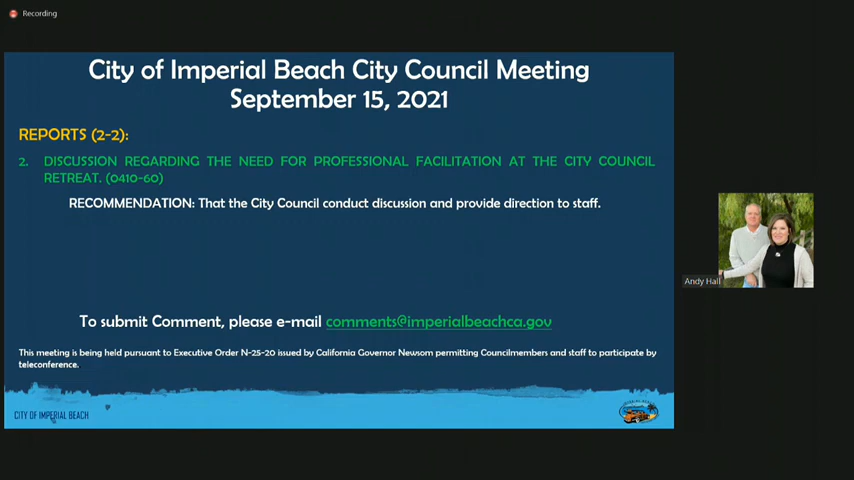 Recording
City of Imperial Beach City Council Meeting
September 15, 2021
REPORTS (2-2):
2. DISCUSSION REGARDING THE NEED FOR PROFESSIONAL FACILITATION AT THE CITY COUNCIL
RETREAT. (0410-60)
RECOMMENDATION: That the City Council conduct discussion and provide direction to staff.
Andy Hall
To submit Comment, please e-mail comments@imperialbeachca.gov
This meeting is being held pursuant to Executive Order N-25-20 issued by California Governor Newsom permitting Councilmembers and staff to participate by
teleconference.
CITY OF IMPERIAL BEACH